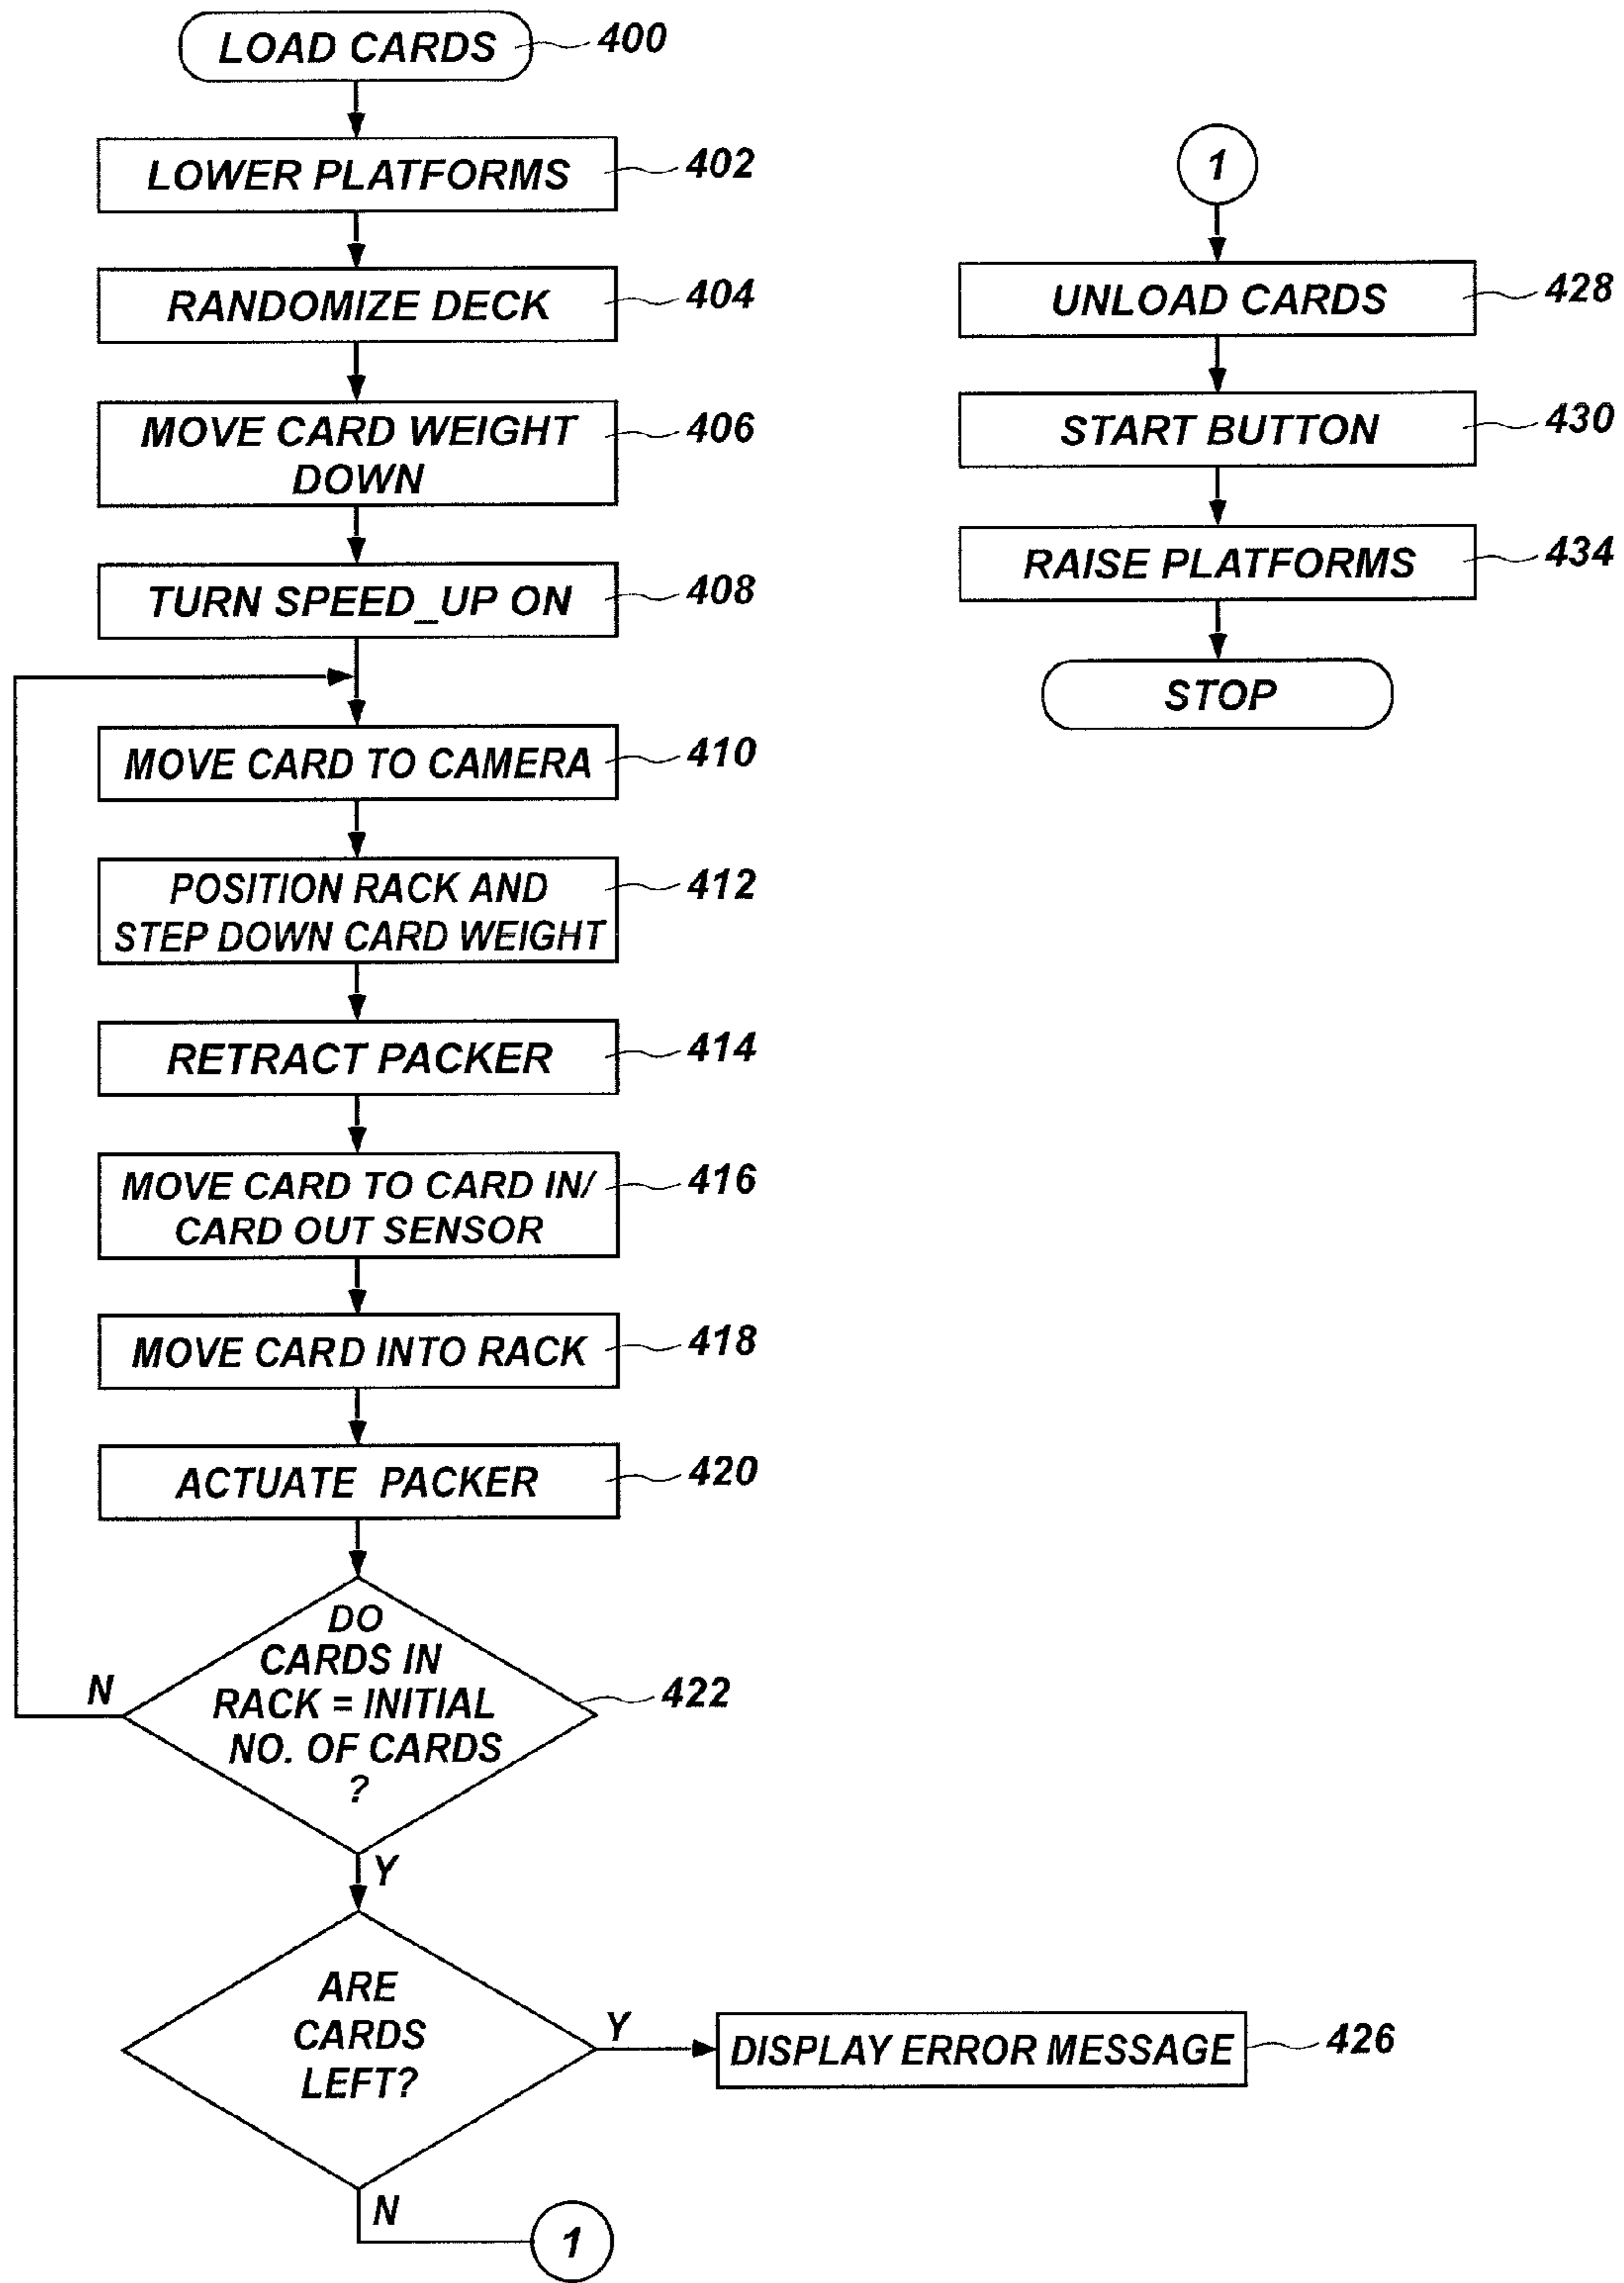 LOAD CARDS 400
LOWER PLATFORMS 402
RANDOMIZE DECK 404
MOVE CARD WEIGHT 406
DOWN
TURN SPEED_UP ON 408
MOVE CARD TO CAMERA 410
POSITION RACK AND 412
STEP DOWN CARD WEIGHT
RETRACT PACKER 414
MOVE CARD TO CARD IN/ 416
CARD OUT SENSOR
MOVE CARD INTO RACK 418
ACTUATE PACKER 420
DO
CARDS IN
RACK = INITIAL 422
NO. OF CARDS
?
N
Y
ARE
CARDS
LEFT?
Y
DISPLAY ERROR MESSAGE 426
N
1
1
UNLOAD CARDS 428
START BUTTON 430
RAISE PLATFORMS 434
STOP